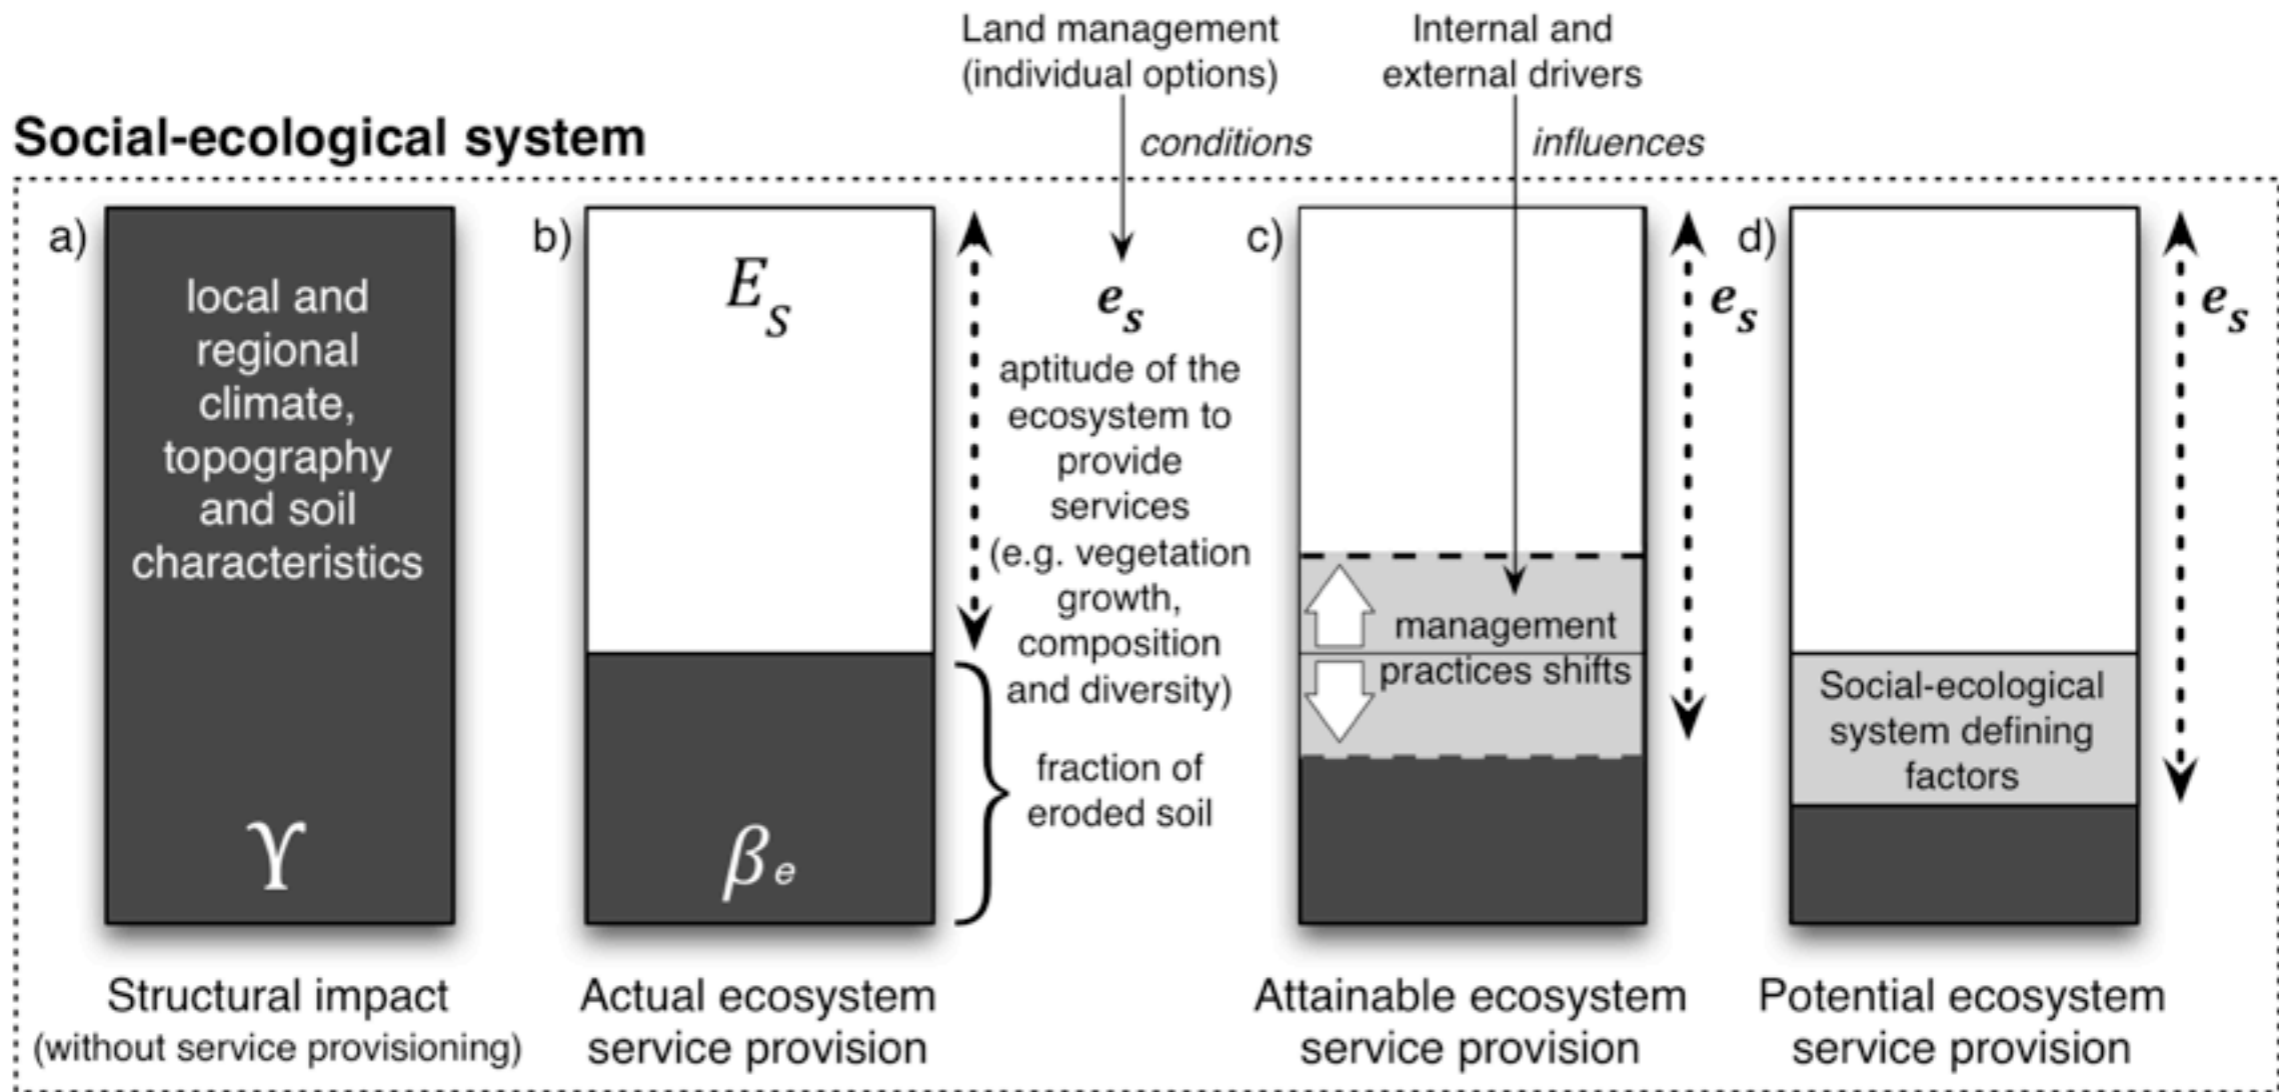 Land management
(individual options)
Internal and
external drivers
Social-ecological system
conditions
influences
a)
local and
regional
climate,
topography
and soil
characteristics
ϒ
Structural impact
(without service provisioning)
b)
E_s
β_e
Actual ecosystem
service provision
e_s
aptitude of the
ecosystem to
provide
services
(e.g. vegetation
growth,
composition
and diversity)
fraction of
eroded soil
c)
management
practices shifts
e_s
Attainable ecosystem
service provision
d)
Social-ecological
system defining
factors
e_s
Potential ecosystem
service provision